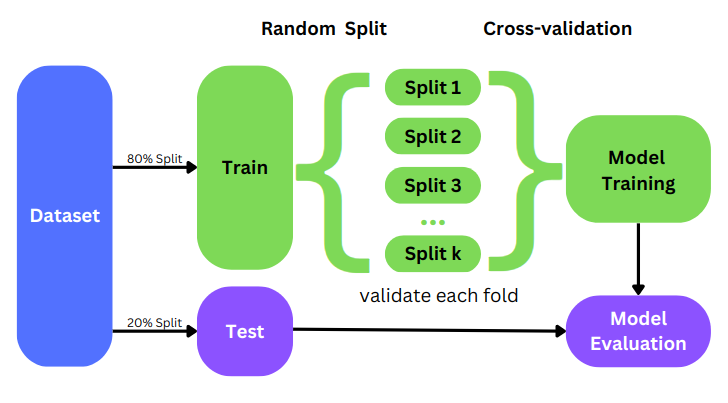 Random Split
Cross-validation
Dataset
80% Split
20% Split
Train
Test
Split 1
Split 2
Split 3
...
Split k
validate each fold
Model
Training
Model
Evaluation